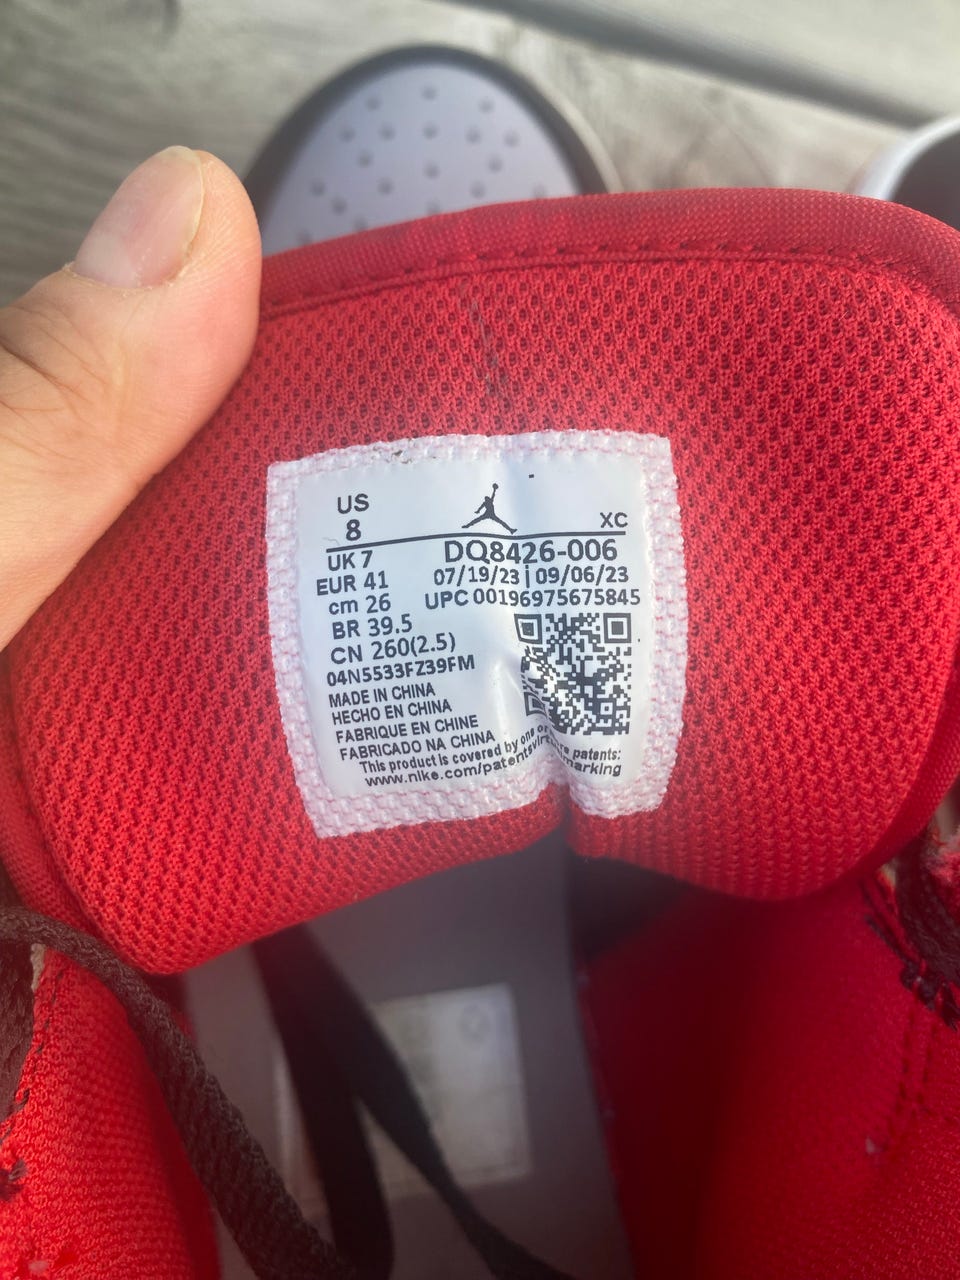 US
8
XC
UK 7
DQ8426-006
EUR 41
07/19/23 | 09/06/23
cm 26
UPC 00196975675845
BR 39.5
CN 260(2.5)
04N5533FZ39FM
MADE IN CHINA
HECHO EN CHINA
FABRIQUE EN CHINE
FABRICADO NA CHINA
This product is covered by one or patents:
www.nike.com/patents